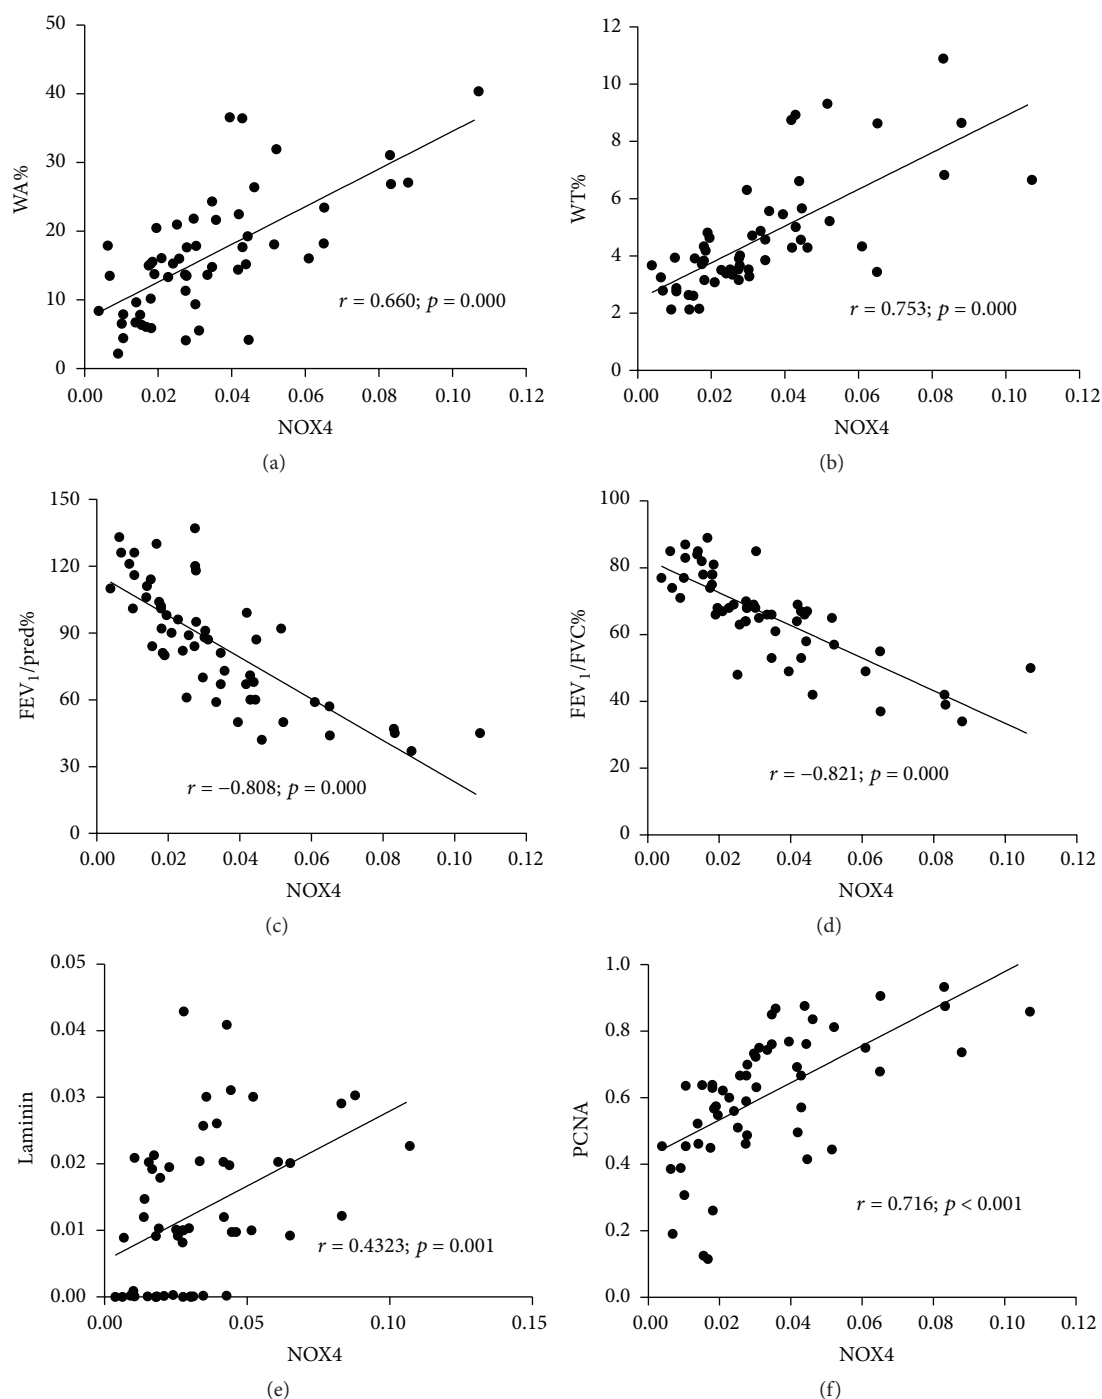 50
40
30
20
10
0
WA%
0.00 0.02 0.04 0.06 0.08 0.10 0.12
NOX4
r = 0.660; p = 0.000
(a)
12
10
8
6
4
2
0
WT%
0.00 0.02 0.04 0.06 0.08 0.10 0.12
NOX4
r = 0.753; p = 0.000
(b)
150
120
90
60
30
0
FEV₁/pred%
0.00 0.02 0.04 0.06 0.08 0.10 0.12
NOX4
r = −0.808; p = 0.000
(c)
100
80
60
40
20
0
FEV₁/FVC%
0.00 0.02 0.04 0.06 0.08 0.10 0.12
NOX4
r = −0.821; p = 0.000
(d)
0.05
0.04
0.03
0.02
0.01
0.00
Laminin
0.00 0.05 0.10 0.15
NOX4
r = 0.4323; p = 0.001
(e)
1.0
0.8
0.6
0.4
0.2
0.0
PCNA
0.00 0.02 0.04 0.06 0.08 0.10 0.12
NOX4
r = 0.716; p < 0.001
(f)